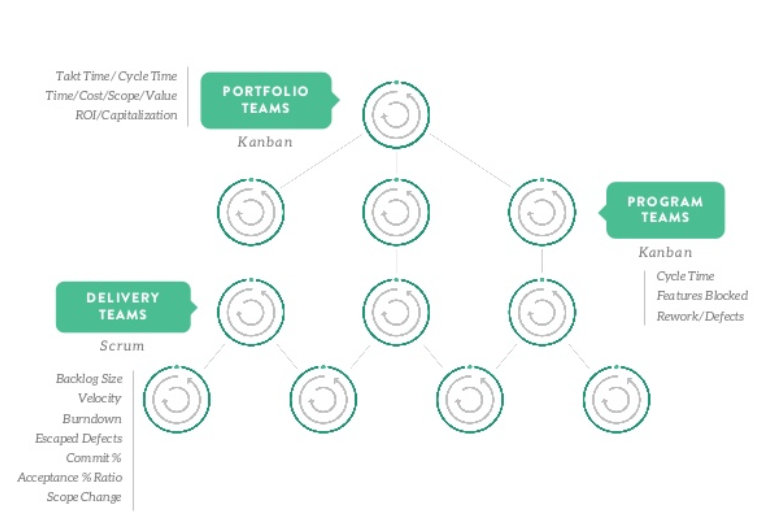 Takt Time/ Cycle Time
Time/Cost/Scope/Value
ROI/Capitalization
PORTFOLIO
TEAMS
Kanban
PROGRAM
TEAMS
Kanban
Cycle Time
Features Blocked
Rework/Defects
DELIVERY
TEAMS
Scrum
Backlog Size
Velocity
Burndown
Escaped Defects
Commit %
Acceptance % Ratio
Scope Change